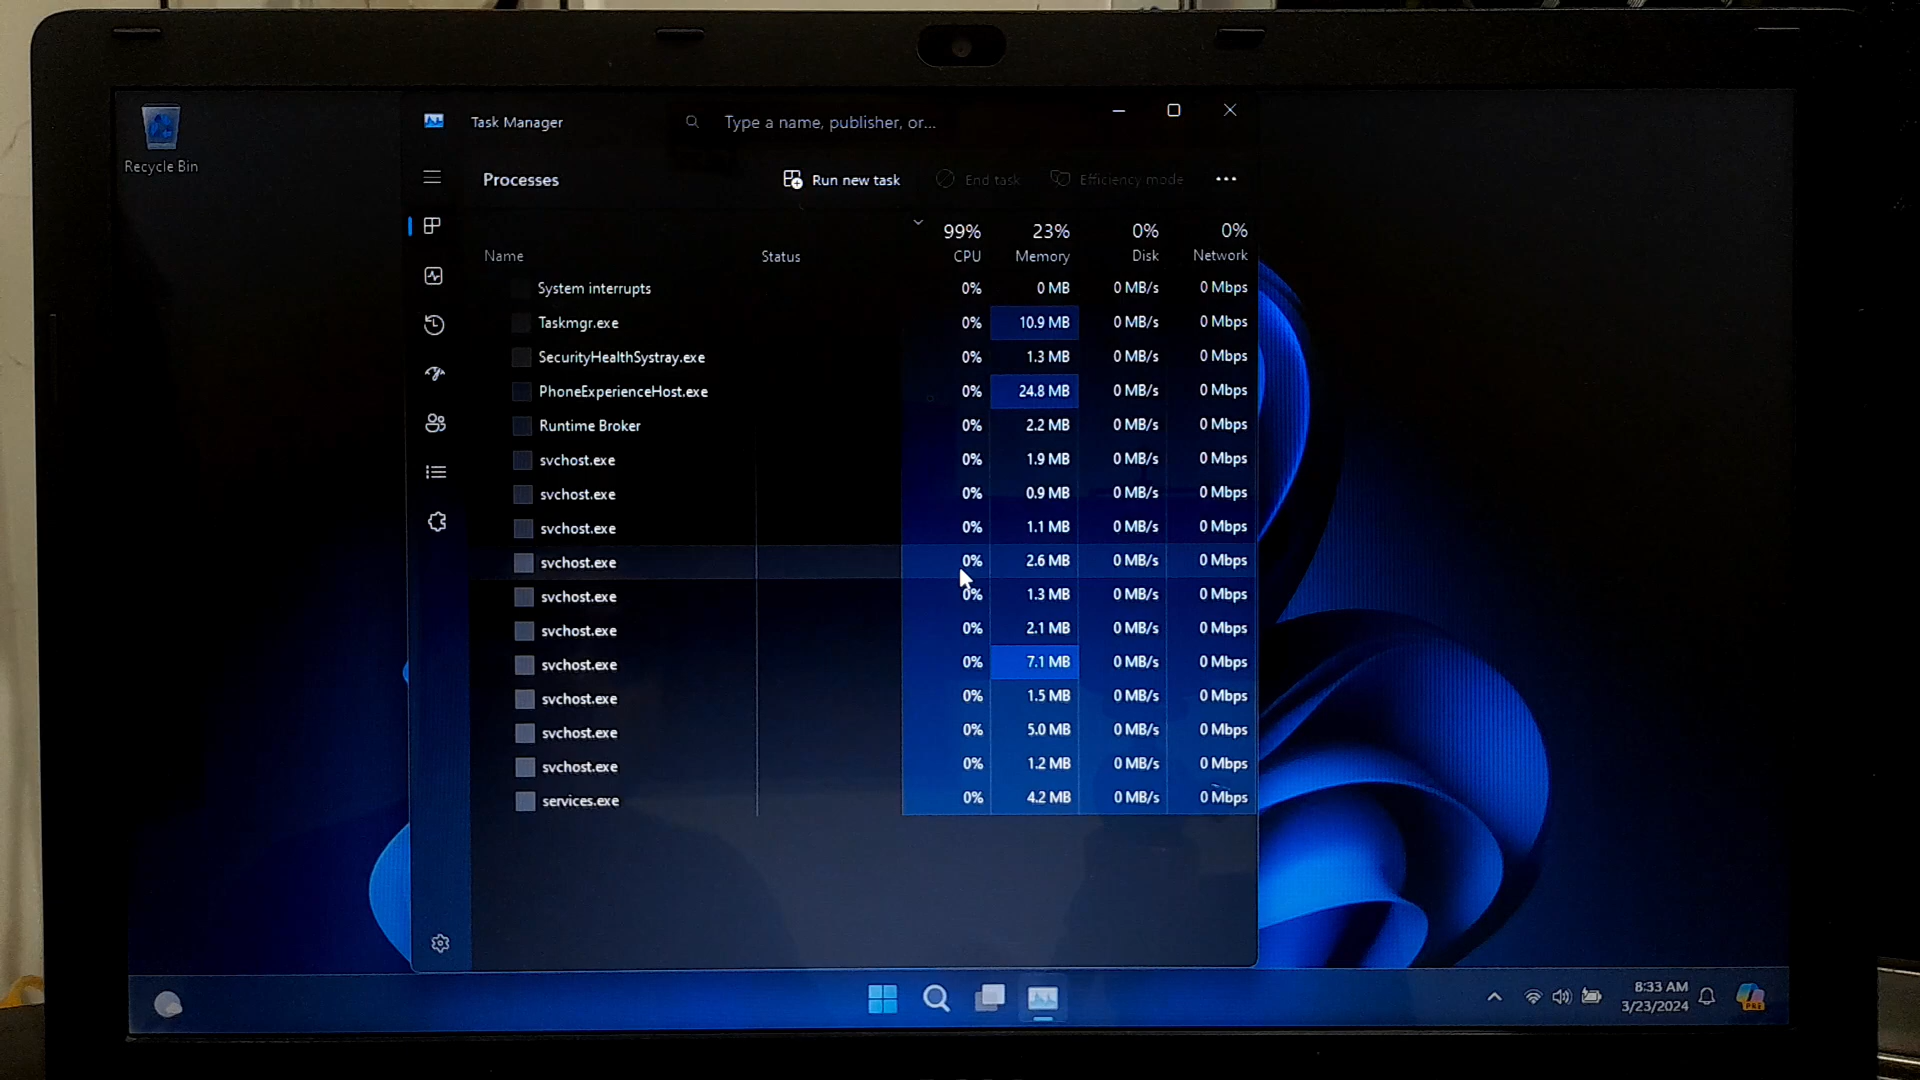 Recycle Bin
Task Manager
Type a name, publisher, or...
Processes
Run new task
End task
Efficiency mode
99% 23% 0% 0%
Name Status CPU Memory Disk Network
System interrupts 0% 0 MB 0 MB/s 0 Mbps
Taskmgr.exe 0% 10.9 MB 0 MB/s 0 Mbps
SecurityHealthSystray.exe 0% 1.3 MB 0 MB/s 0 Mbps
PhoneExperienceHost.exe 0% 24.8 MB 0 MB/s 0 Mbps
Runtime Broker 0% 2.2 MB 0 MB/s 0 Mbps
svchost.exe 0% 1.9 MB 0 MB/s 0 Mbps
svchost.exe 0% 0.9 MB 0 MB/s 0 Mbps
svchost.exe 0% 1.1 MB 0 MB/s 0 Mbps
svchost.exe 0% 2.6 MB 0 MB/s 0 Mbps
svchost.exe 0% 1.3 MB 0 MB/s 0 Mbps
svchost.exe 0% 2.1 MB 0 MB/s 0 Mbps
svchost.exe 0% 7.1 MB 0 MB/s 0 Mbps
svchost.exe 0% 1.5 MB 0 MB/s 0 Mbps
svchost.exe 0% 5.0 MB 0 MB/s 0 Mbps
svchost.exe 0% 1.2 MB 0 MB/s 0 Mbps
services.exe 0% 4.2 MB 0 MB/s 0 Mbps
8:33 AM
3/23/2024
PRE